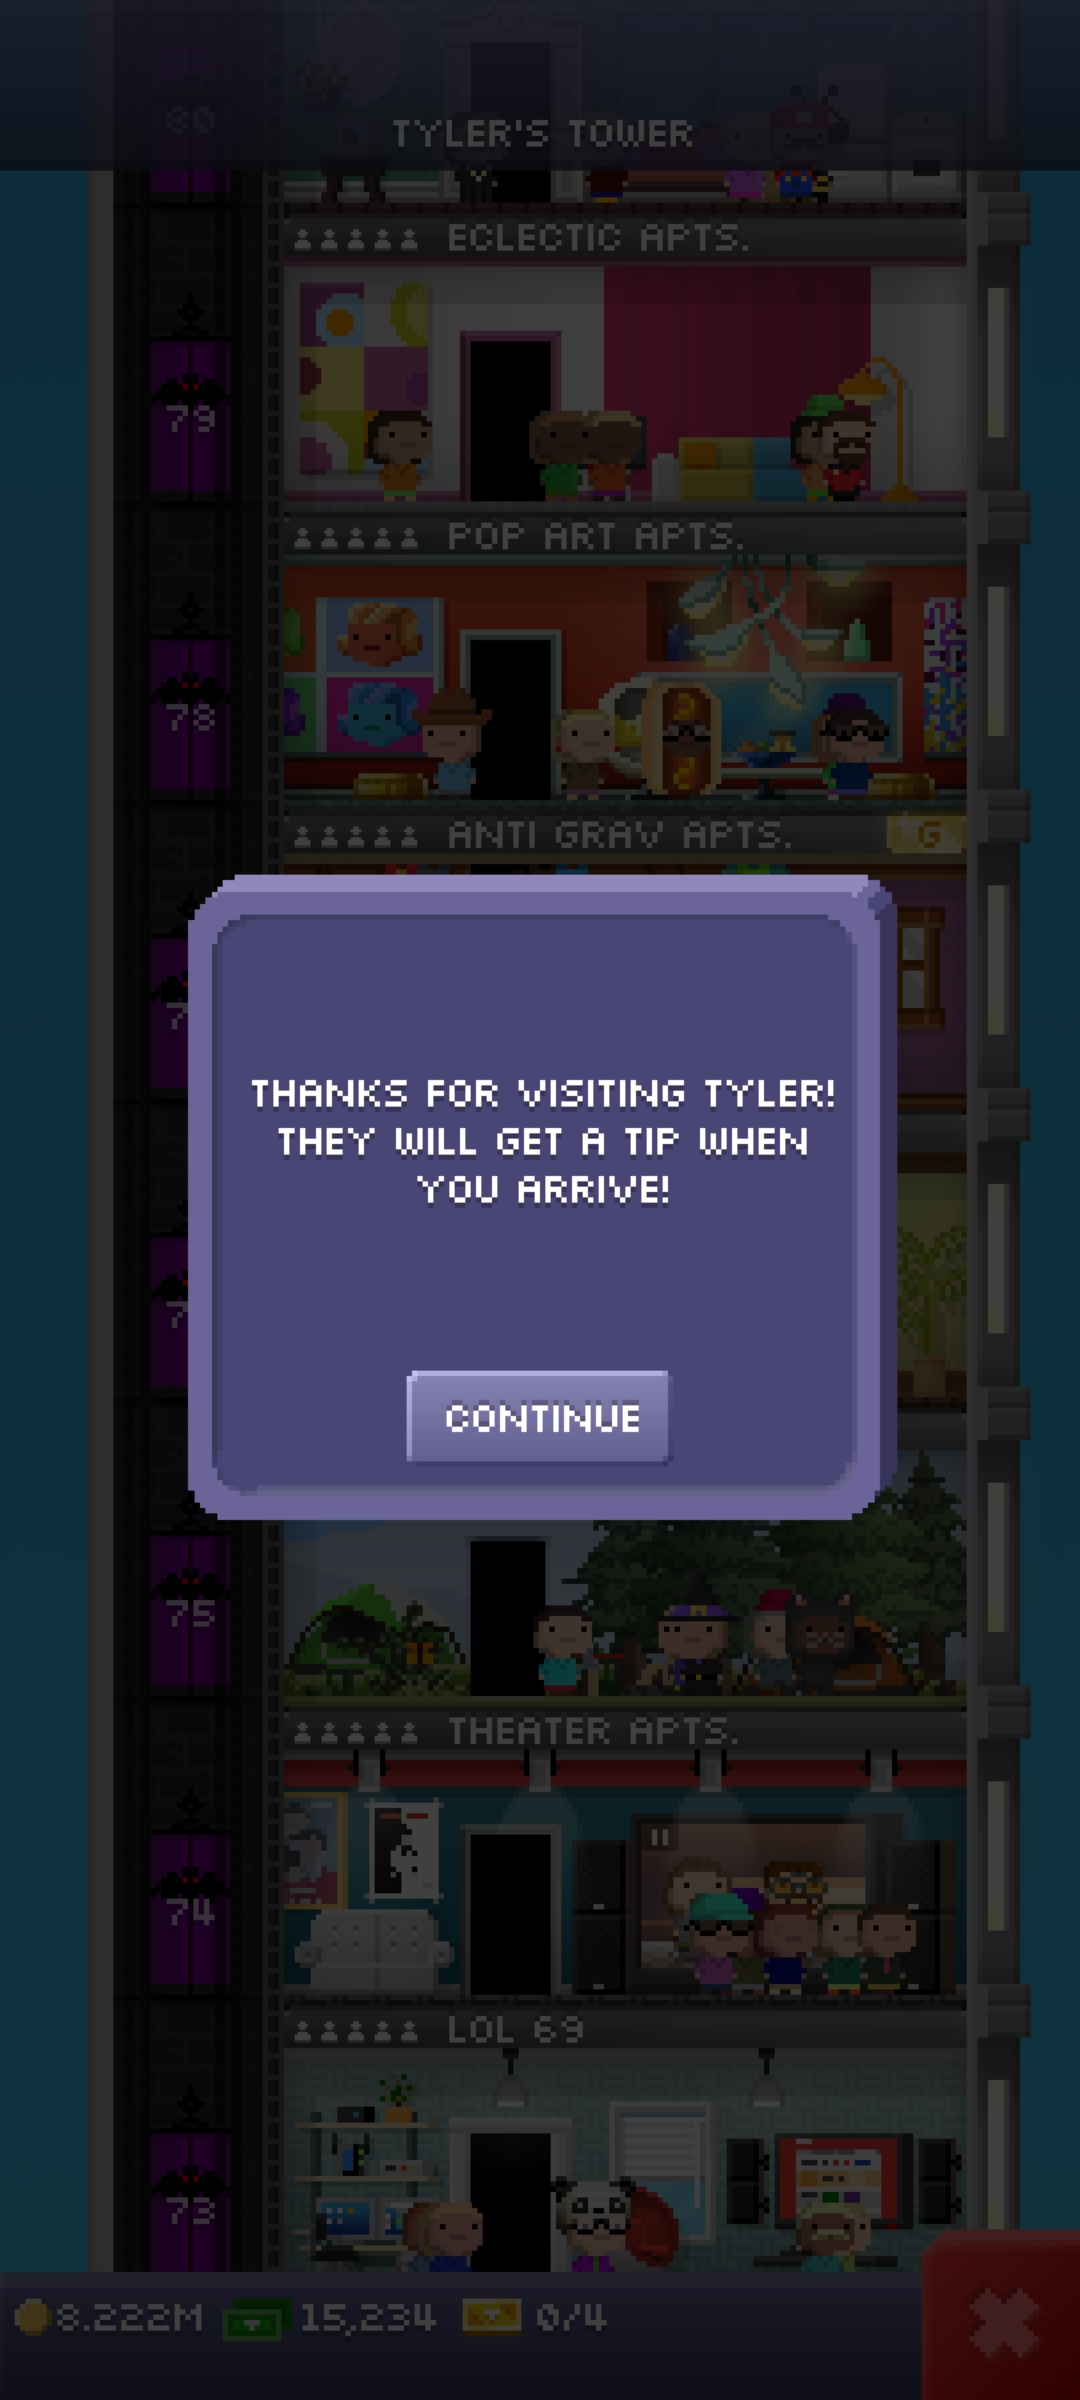 80
TYLER'S TOWER
ECLECTIC APTS.
79
POP ART APTS.
78
ANTI GRAV APTS.
G
7
THANKS FOR VISITING TYLER!
THEY WILL GET A TIP WHEN
YOU ARRIVE!
7
CONTINUE
75
THEATER APTS.
74
LOL 69
73
8.222M
15,234
0/4